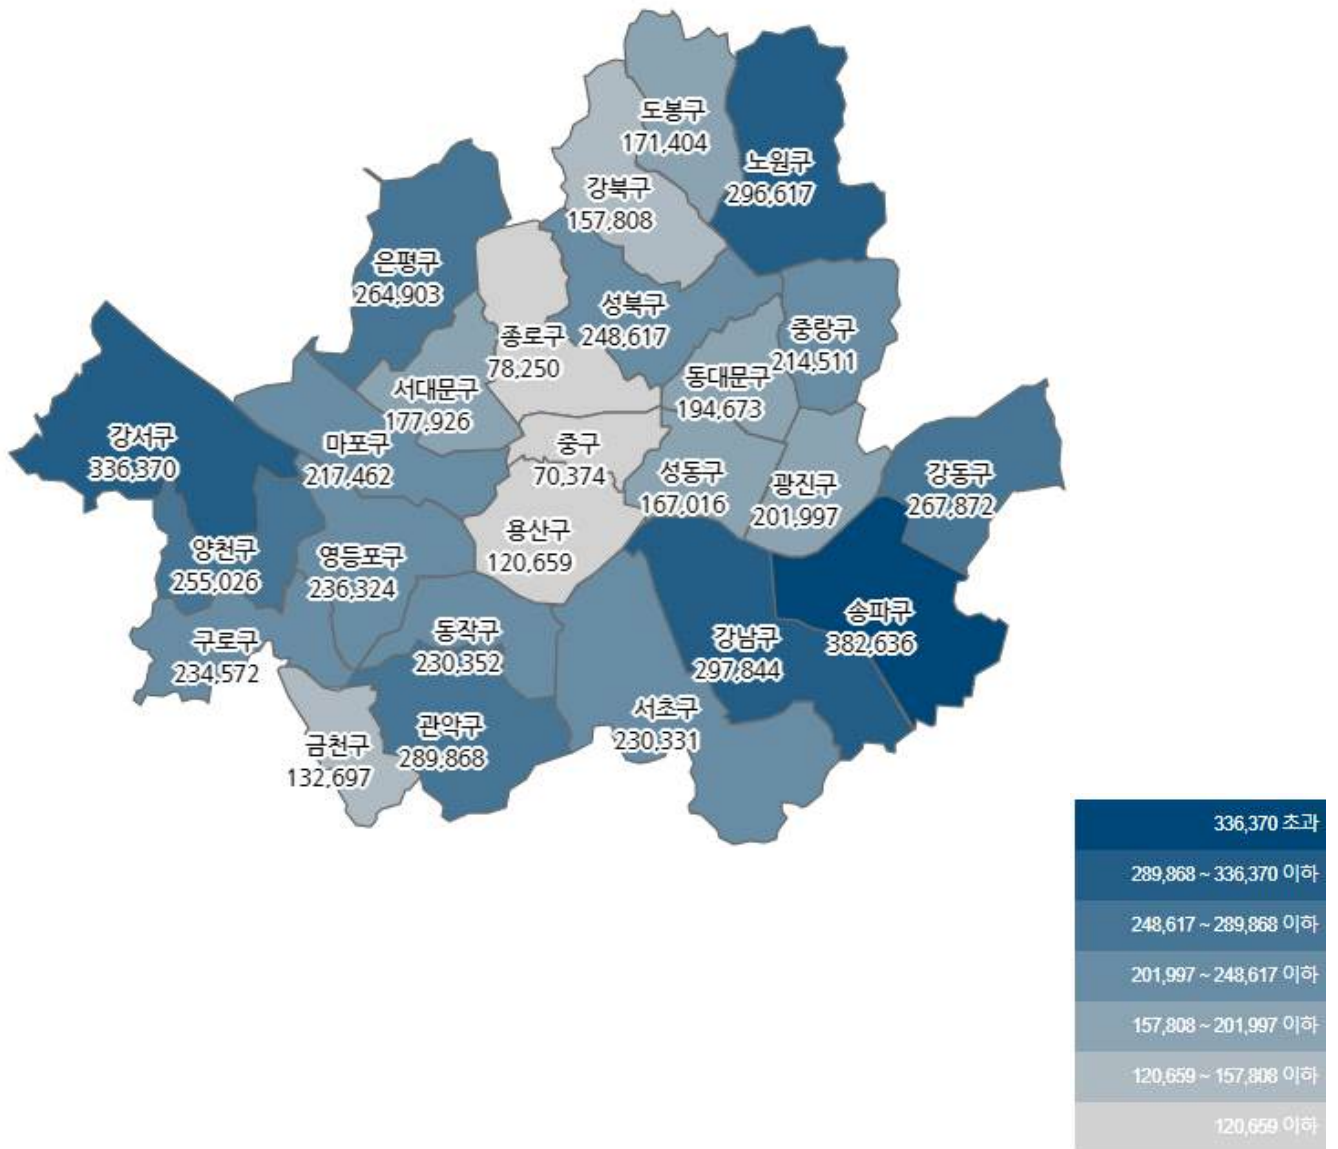 도봉구
171,404
노원구
296,617
강북구
157,808
은평구
264,903
성북구
248,617
종로구
78,250
중랑구
214,511
동대문구
194,673
서대문구
177,926
강서구
336,370
마포구
217,462
중구
70,374
성동구
167,016
광진구
201,997
강동구
267,872
용산구
120,659
양천구
255,026
영등포구
236,324
구로구
234,572
동작구
230,352
강남구
297,844
송파구
382,636
서초구
230,331
관악구
289,868
금천구
132,697
336,370 초과
289,868 ~ 336,370 이하
248,617 ~ 289,868 이하
201,997 ~ 248,617 이하
157,808 ~ 201,997 이하
120,659 ~ 157,808 이하
120,659 이하